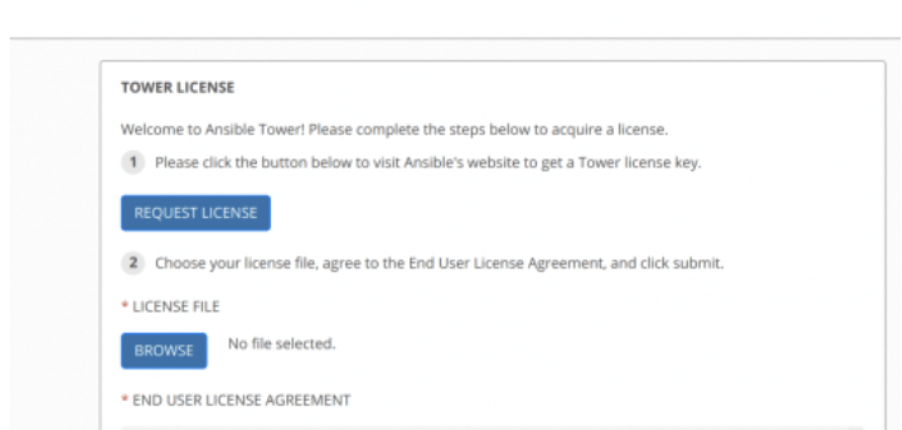 TOWER LICENSE
Welcome to Ansible Tower! Please complete the steps below to acquire a license.
1 Please click the button below to visit Ansible's website to get a Tower license key.
REQUEST LICENSE
2 Choose your license file, agree to the End User License Agreement, and click submit.
* LICENSE FILE
BROWSE No file selected.
* END USER LICENSE AGREEMENT